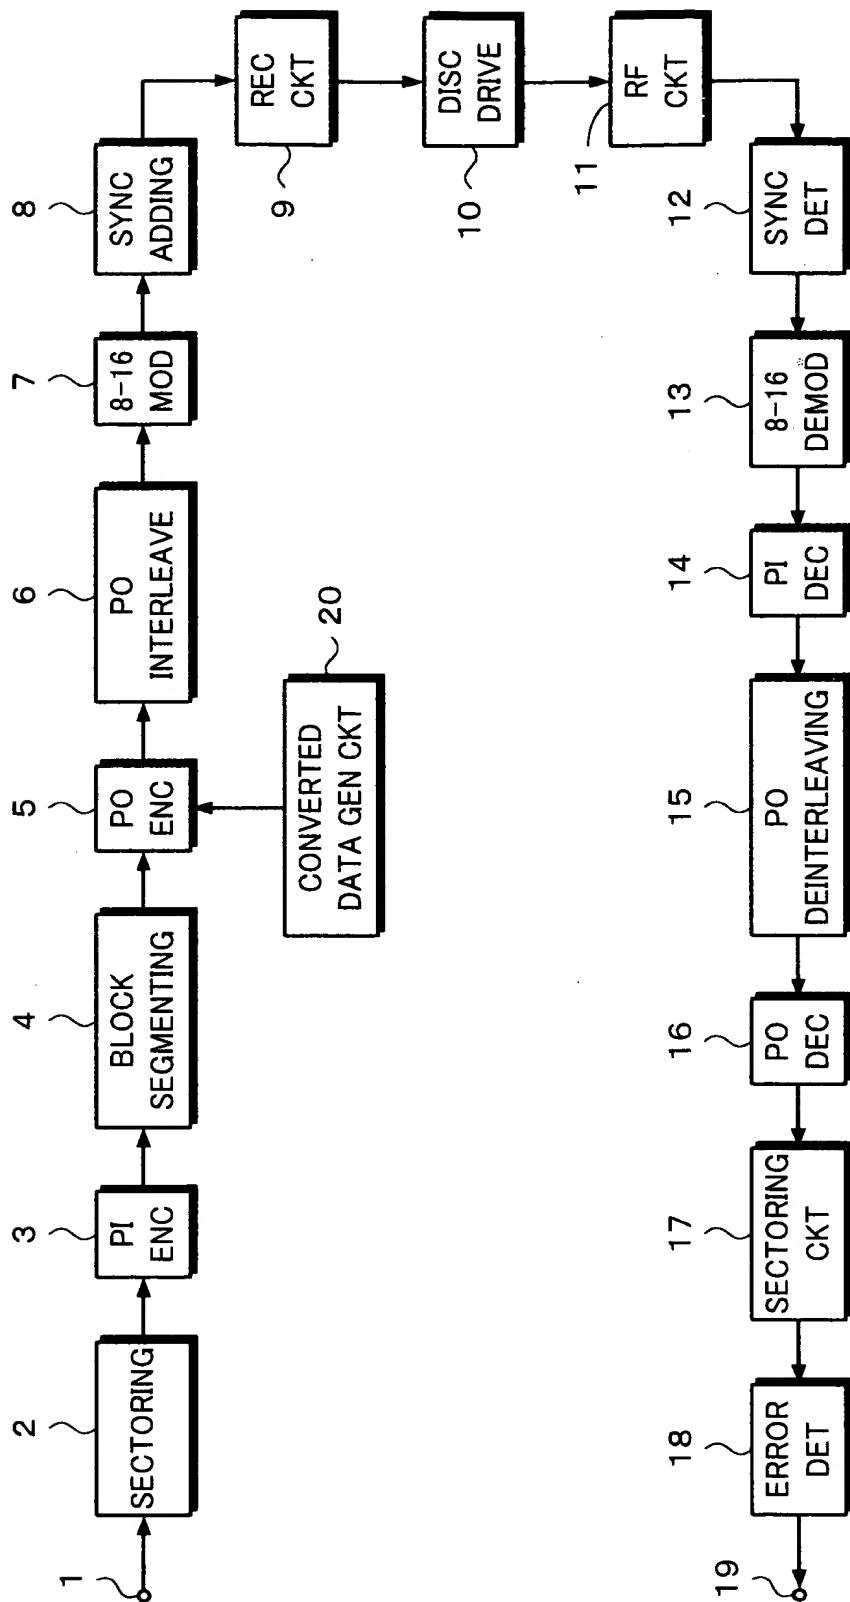 1
2
SECTORING
3
PI
ENC
4
BLOCK
SEGMENTING
5
PO
ENC
6
PO
INTERLEAVE
7
8-16
MOD
8
SYNC
ADDING
20
CONVERTED
DATA GEN CKT
REC
CKT
9
DISC
DRIVE
10
RF
CKT
11
12
SYNC
DET
13
8-16
DEMOD
14
PI
DEC
15
PO
DEINTERLEAVING
16
PO
DEC
17
SECTORING
CKT
18
ERROR
DET
19